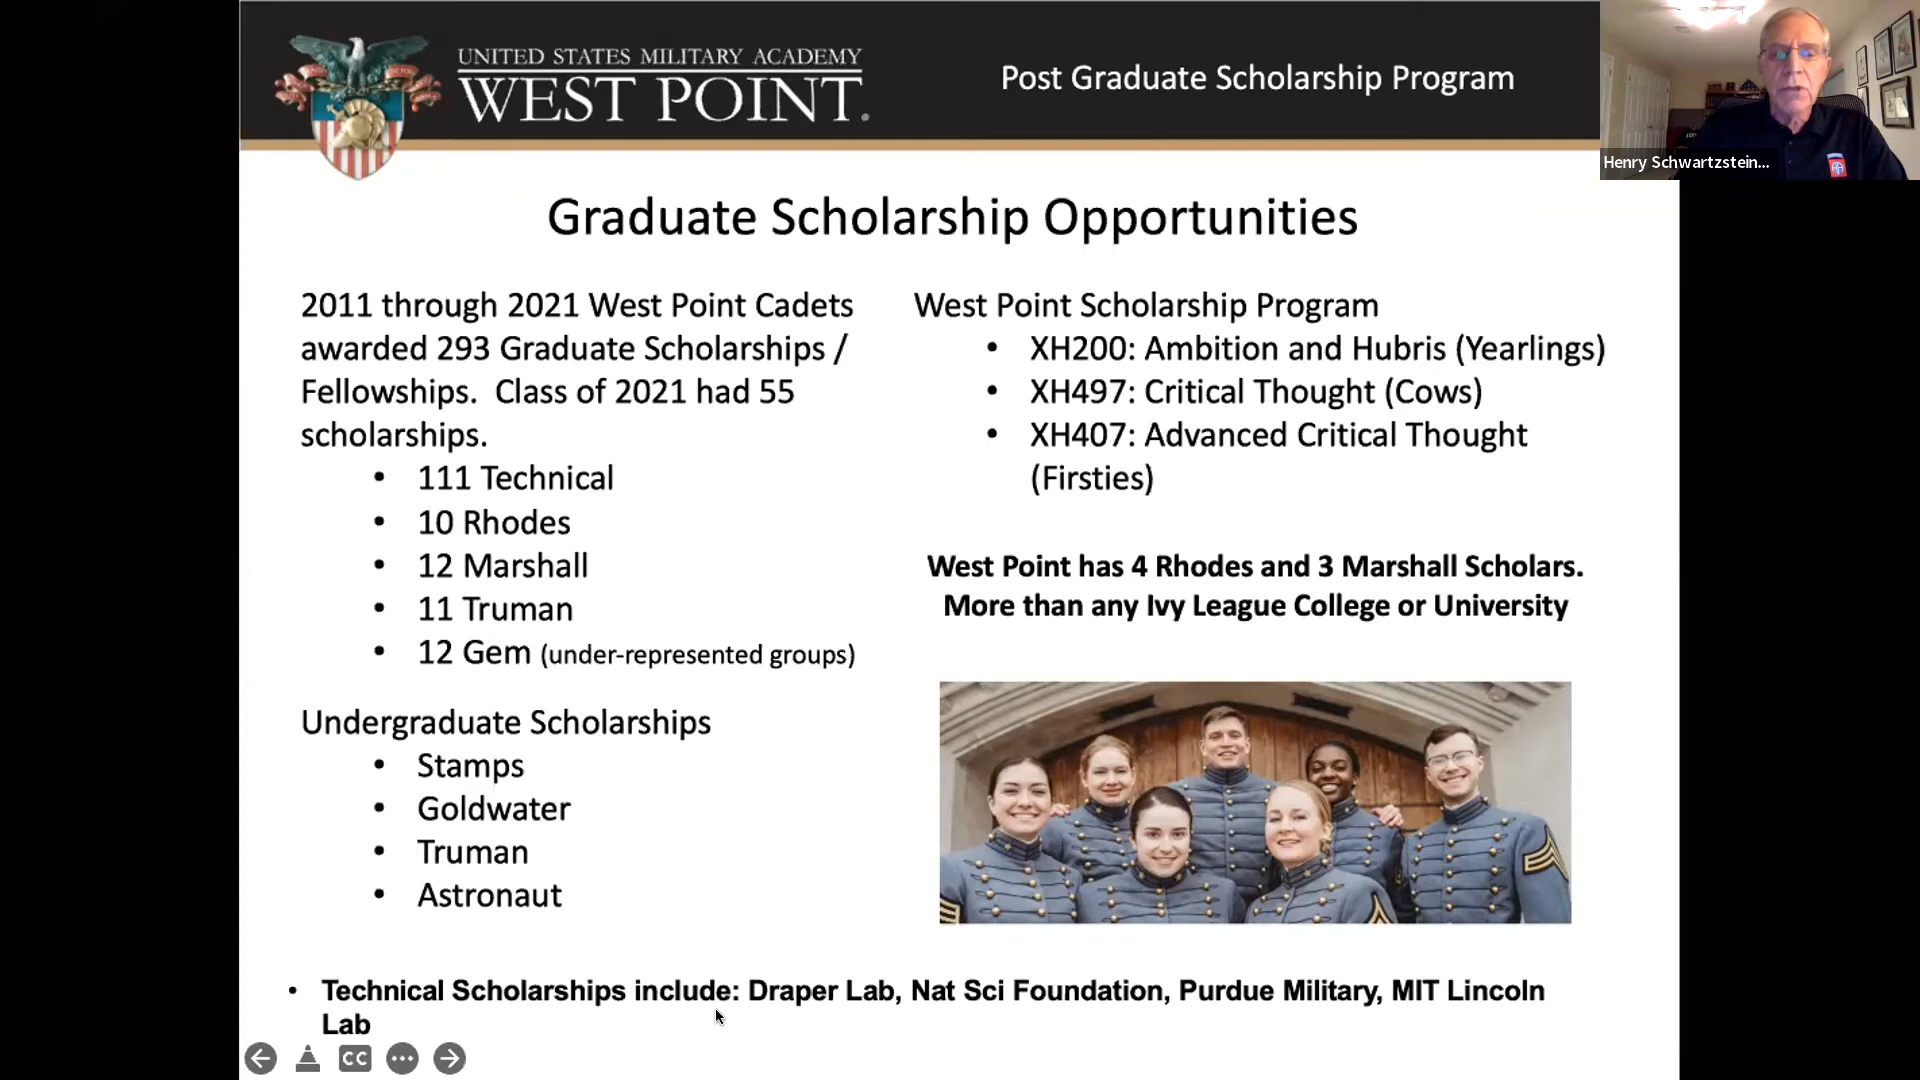 UNITED STATES MILITARY ACADEMY
WEST POINT.
Post Graduate Scholarship Program
Henry Schwartzstein...
Graduate Scholarship Opportunities
2011 through 2021 West Point Cadets
awarded 293 Graduate Scholarships /
Fellowships.  Class of 2021 had 55
scholarships.
• 111 Technical
• 10 Rhodes
• 12 Marshall
• 11 Truman
• 12 Gem (under-represented groups)
Undergraduate Scholarships
• Stamps
• Goldwater
• Truman
• Astronaut
West Point Scholarship Program
• XH200: Ambition and Hubris (Yearlings)
• XH497: Critical Thought (Cows)
• XH407: Advanced Critical Thought
(Firsties)
West Point has 4 Rhodes and 3 Marshall Scholars.
More than any Ivy League College or University
• Technical Scholarships include: Draper Lab, Nat Sci Foundation, Purdue Military, MIT Lincoln
Lab
CC